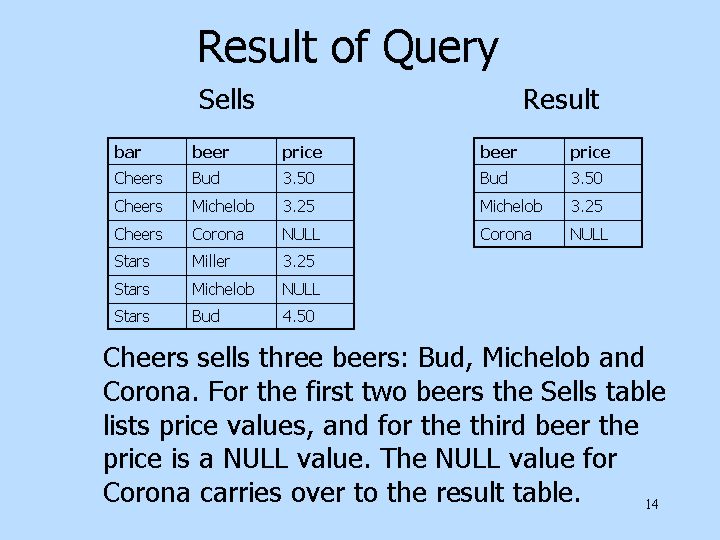 Result of Query
Sells Result
bar beer price beer price
Cheers Bud 3.50 Bud 3.50
Cheers Michelob 3.25 Michelob 3.25
Cheers Corona NULL Corona NULL
Stars Miller 3.25
Stars Michelob NULL
Stars Bud 4.50
Cheers sells three beers: Bud, Michelob and
Corona. For the first two beers the Sells table
lists price values, and for the third beer the
price is a NULL value. The NULL value for
Corona carries over to the result table.
14